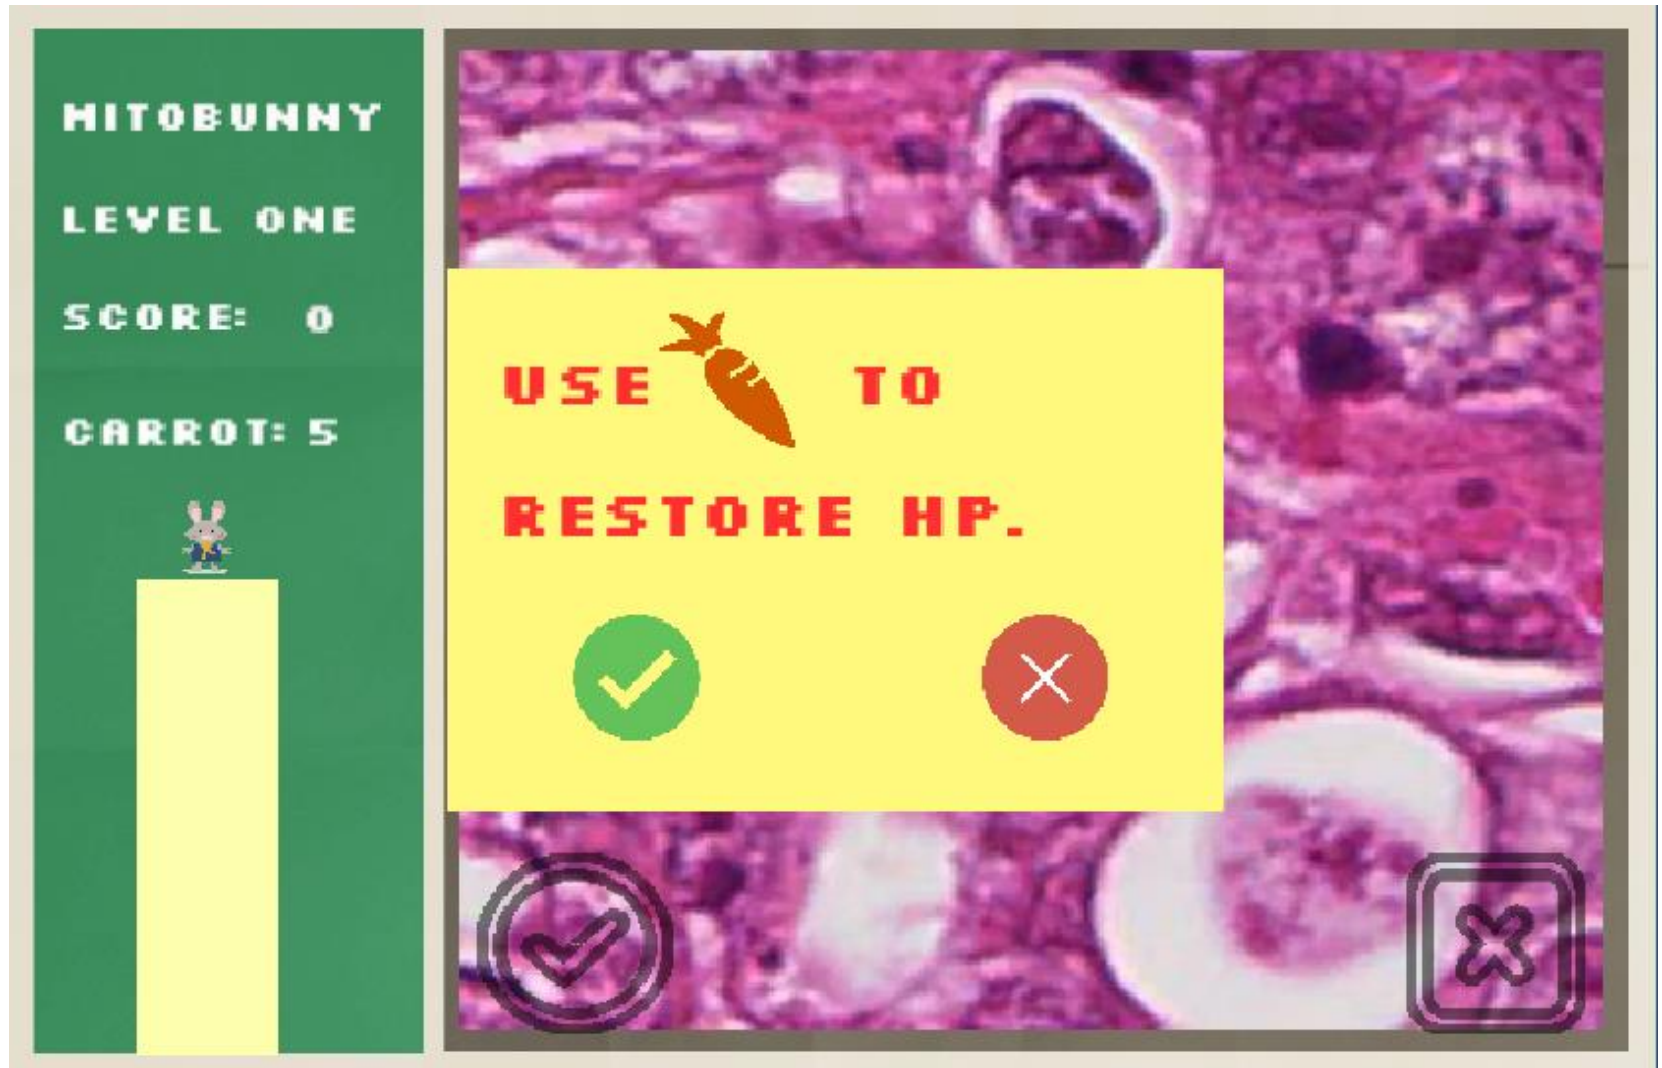 MITOBUNNY
LEVEL ONE
SCORE: 0
CARROT: 5
USE TO
RESTORE HP.